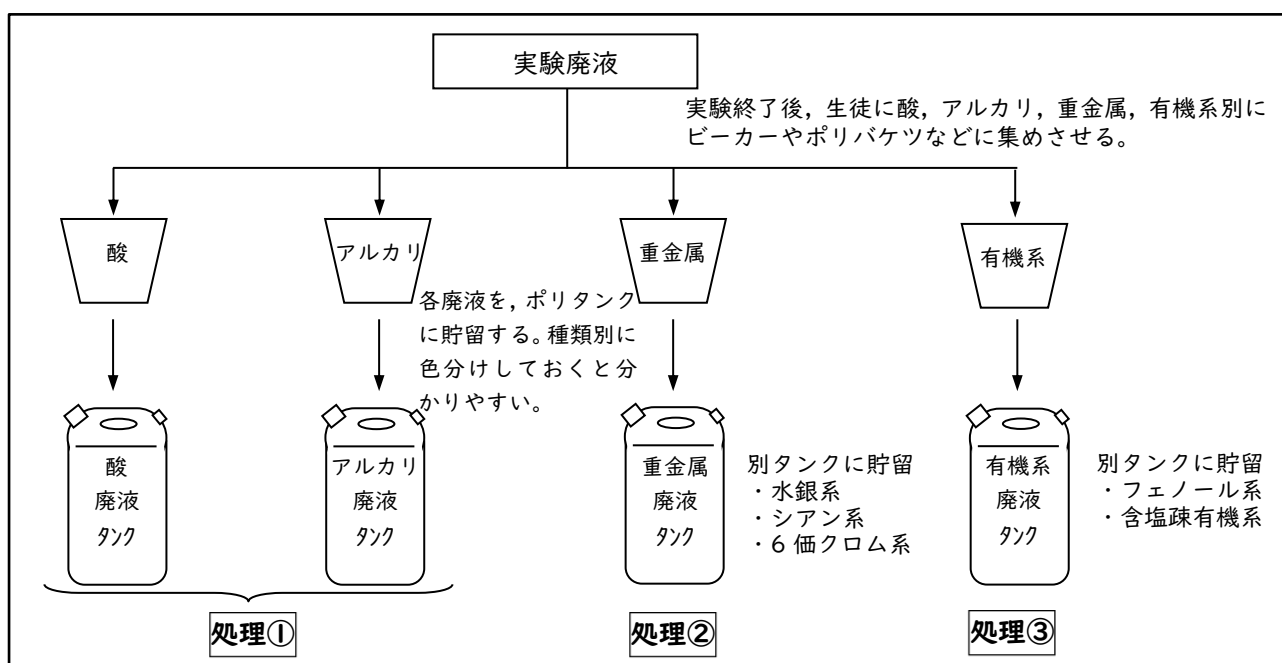 実験廃液
実験終了後，生徒に酸，アルカリ，重金属，有機系別に
ビーカーやポリバケツなどに集めさせる。
酸
アルカリ
重金属
有機系
各廃液を，ポリタンク
に貯留する。種類別に
色分けしておくと分
かりやすい。
酸
廃液
タンク
アルカリ
廃液
タンク
重金属
廃液
タンク
別タンクに貯留
・水銀系
・シアン系
・6価クロム系
有機系
廃液
タンク
別タンクに貯留
・フェノール系
・含塩疎有機系
処理①
処理②
処理③